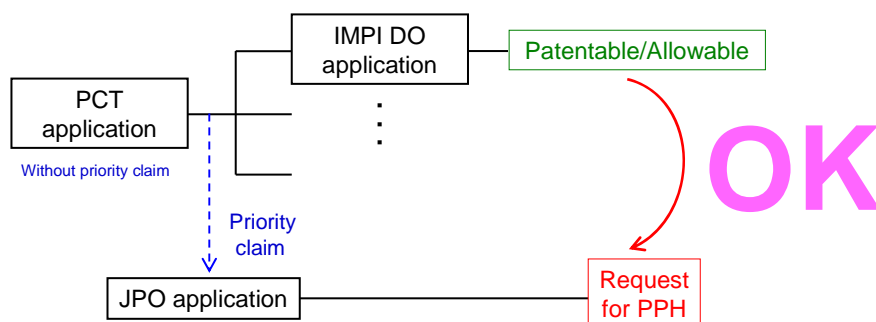 IMPI DO
application
Patentable/Allowable
PCT
application
Without priority claim
OK
Priority
claim
JPO application
Request
for PPH